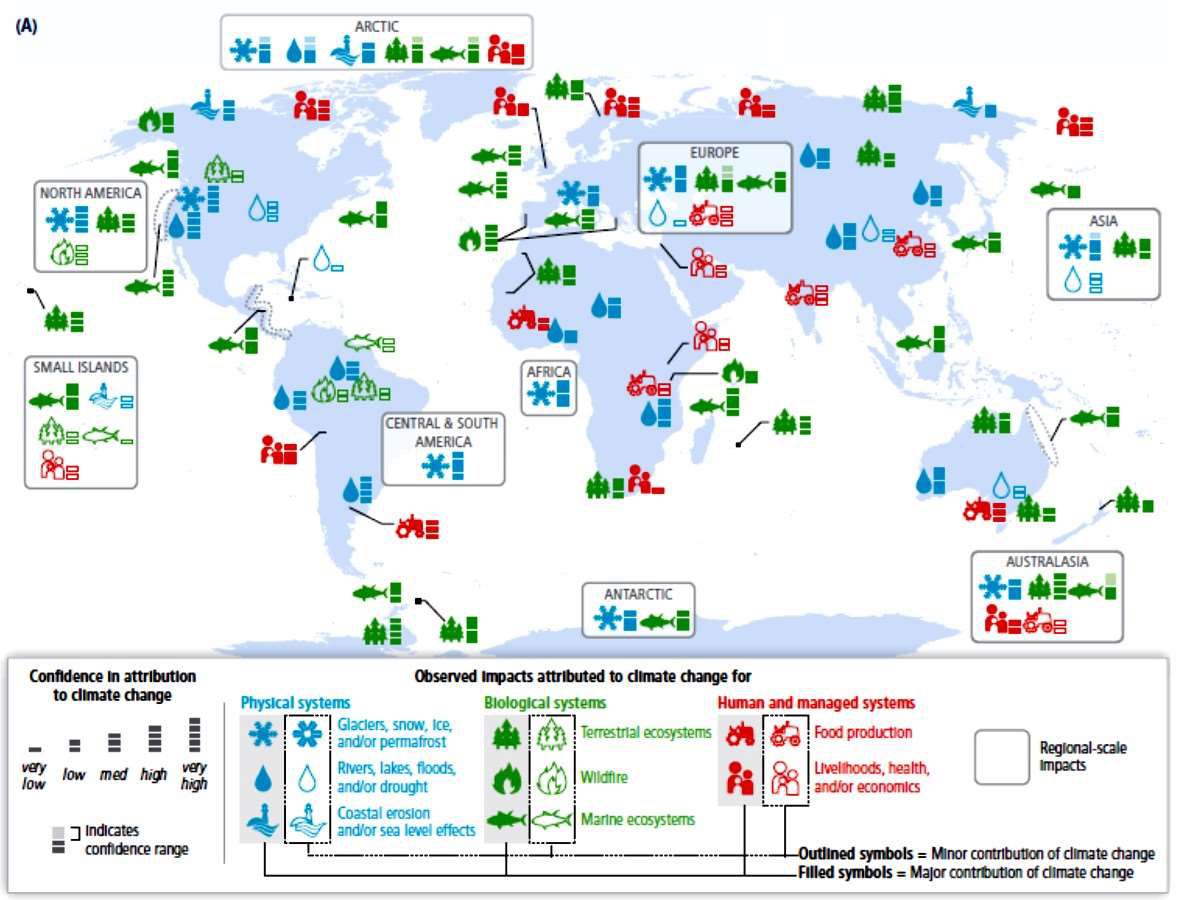 (A)
ARCTIC
EUROPE
NORTH AMERICA
ASIA
SMALL ISLANDS
AFRICA
CENTRAL & SOUTH
AMERICA
AUSTRALASIA
ANTARCTIC
Confidence in attribution
to climate change
very
low
low
med
high
very
high
indicates
confidence range
Observed impacts attributed to climate change for
Physical systems
Glaciers, snow, ice,
and/or permafrost
Rivers, lakes, floods,
and/or drought
Coastal erosion
and/or sea level effects
Biological systems
Terrestrial ecosystems
Wildfire
Marine ecosystems
Human and managed systems
Food production
Livelihoods, health,
and/or economics
Regional-scale
impacts
Outlined symbols = Minor contribution of climate change
Filled symbols = Major contribution of climate change